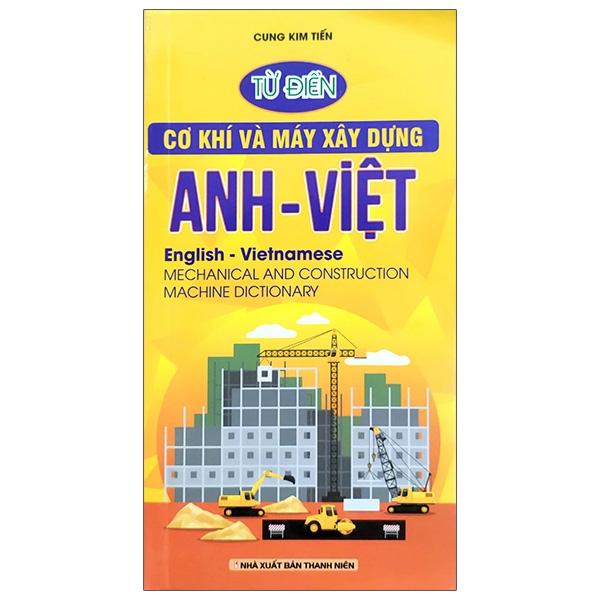 CUNG KIM TIẾN
TỪ ĐIỂN
CƠ KHÍ VÀ MÁY XÂY DỰNG
ANH - VIỆT
English - Vietnamese
MECHANICAL AND CONSTRUCTION
MACHINE DICTIONARY
NHÀ XUẤT BẢN THANH NIÊN